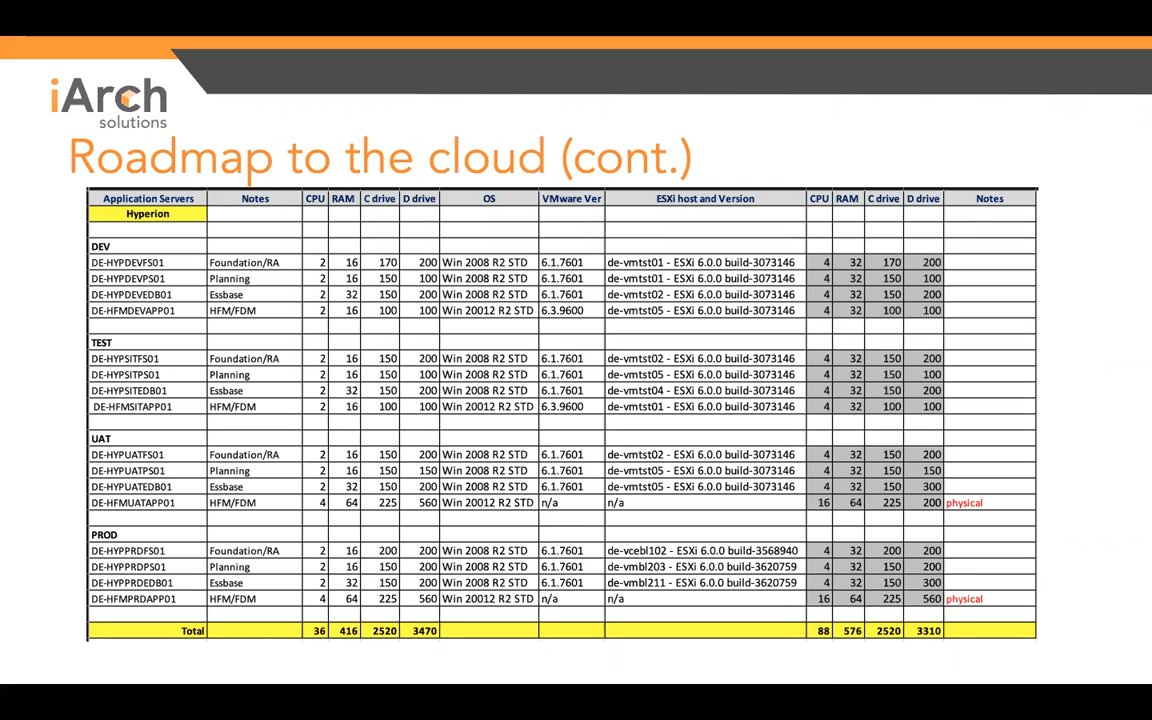 iArch
solutions
Roadmap to the cloud (cont.)
Application Servers Notes CPU RAM C drive D drive OS VMware Ver ESXi host and Version CPU RAM C drive D drive Notes
Hyperion
DEV
DE-HYPDEVFS01 Foundation/RA 2 16 170 200 Win 2008 R2 STD 6.1.7601 de-vmtst01 - ESXi 6.0.0 build-3073146 4 32 170 200
DE-HYPDEVPS01 Planning 2 16 150 100 Win 2008 R2 STD 6.1.7601 de-vmtst01 - ESXi 6.0.0 build-3073146 4 32 150 100
DE-HYPDEVEDB01 Essbase 2 32 150 200 Win 2008 R2 STD 6.1.7601 de-vmtst02 - ESXi 6.0.0 build-3073146 4 32 150 200
DE-HFMDEVAPP01 HFM/FDM 2 16 100 100 Win 20012 R2 STD 6.3.9600 de-vmtst05 - ESXi 6.0.0 build-3073146 4 32 100 100
TEST
DE-HYPSITFS01 Foundation/RA 2 16 150 200 Win 2008 R2 STD 6.1.7601 de-vmtst02 - ESXi 6.0.0 build-3073146 4 32 150 200
DE-HYPSITPS01 Planning 2 16 150 100 Win 2008 R2 STD 6.1.7601 de-vmtst05 - ESXi 6.0.0 build-3073146 4 32 150 100
DE-HYPSITEDB01 Essbase 2 32 150 200 Win 2008 R2 STD 6.1.7601 de-vmtst04 - ESXi 6.0.0 build-3073146 4 32 150 200
DE-HFMSITAPP01 HFM/FDM 2 16 100 100 Win 20012 R2 STD 6.3.9600 de-vmtst01 - ESXi 6.0.0 build-3073146 4 32 100 100
UAT
DE-HYPUATFS01 Foundation/RA 2 16 150 200 Win 2008 R2 STD 6.1.7601 de-vmtst02 - ESXi 6.0.0 build-3073146 4 32 150 200
DE-HYPUATPS01 Planning 2 16 150 150 Win 2008 R2 STD 6.1.7601 de-vmtst05 - ESXi 6.0.0 build-3073146 4 32 150 150
DE-HYPUATEDB01 Essbase 2 32 150 200 Win 2008 R2 STD 6.1.7601 de-vmtst05 - ESXi 6.0.0 build-3073146 4 32 150 300
DE-HFMUATAPP01 HFM/FDM 4 64 225 560 Win 20012 R2 STD n/a n/a 16 64 225 200 physical
PROD
DE-HYPPRDFS01 Foundation/RA 2 16 200 200 Win 2008 R2 STD 6.1.7601 de-vcebl102 - ESXi 6.0.0 build-3568940 4 32 200 200
DE-HYPPRDPS01 Planning 2 16 150 200 Win 2008 R2 STD 6.1.7601 de-vmbl203 - ESXi 6.0.0 build-3620759 4 32 150 200
DE-HYPPRDEDB01 Essbase 2 32 150 200 Win 2008 R2 STD 6.1.7601 de-vmbl211 - ESXi 6.0.0 build-3620759 4 32 150 300
DE-HFMPRDAPP01 HFM/FDM 4 64 225 560 Win 20012 R2 STD n/a n/a 16 64 225 560 physical
Total 36 416 2520 3470 88 576 2520 3310